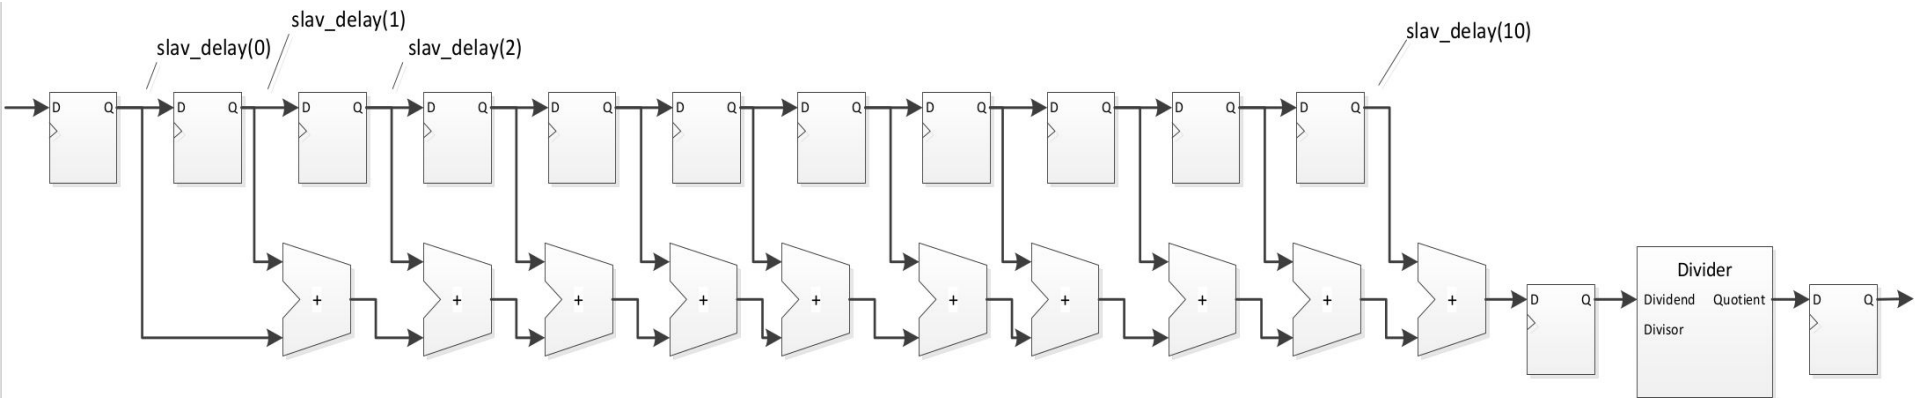 slav_delay(0)
slav_delay(1)
slav_delay(2)
slav_delay(10)
D Q
D Q
D Q
D Q
D Q
D Q
D Q
D Q
D Q
D Q
D Q
+
+
+
+
+
+
+
+
+
+
D Q
Divider
Dividend Quotient
Divisor
D Q